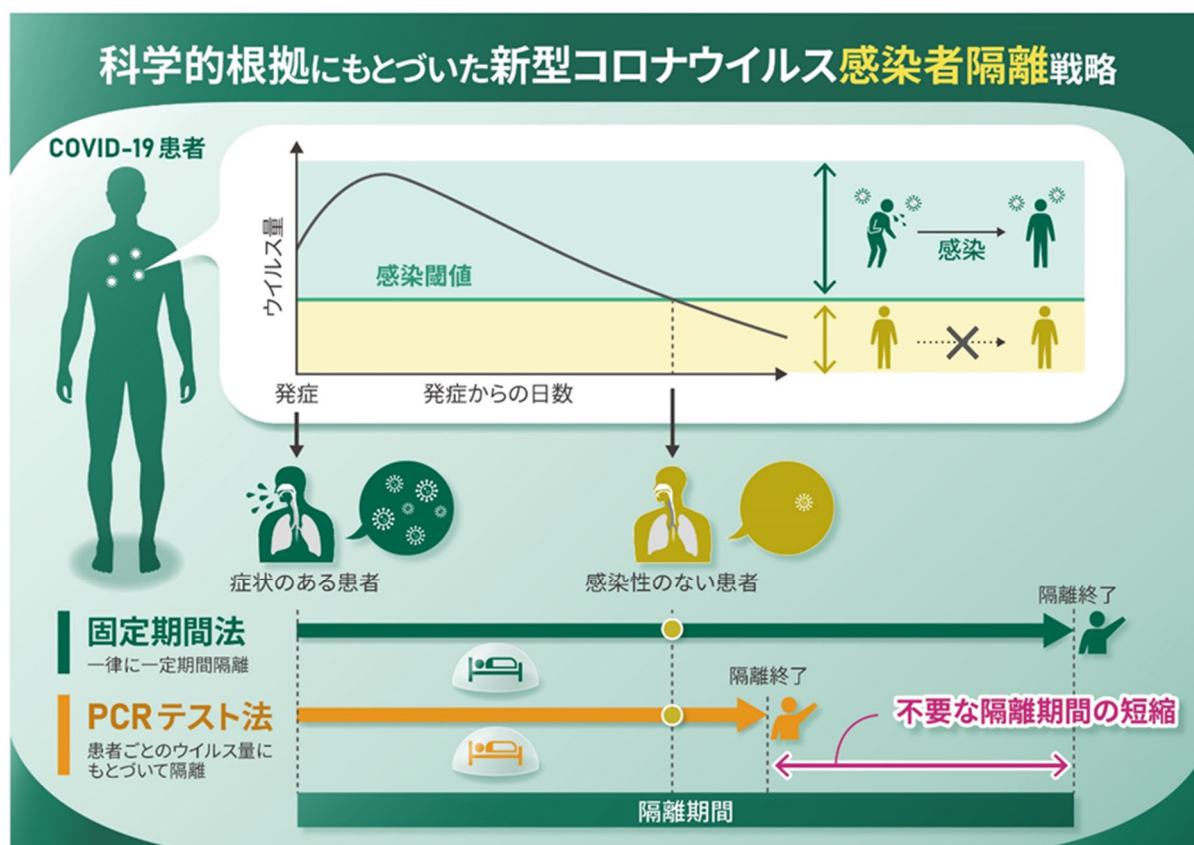 科学的根拠にもとづいた新型コロナウイルス感染者隔離戦略
COVID-19 患者
ウイルス量
感染閾値
感染
発症
発症からの日数
症状のある患者
感染性のない患者
固定期間法
一律に一定期間隔離
隔離終了
PCRテスト法
患者ごとのウイルス量に
もとづいて隔離
隔離終了
不要な隔離期間の短縮
隔離期間